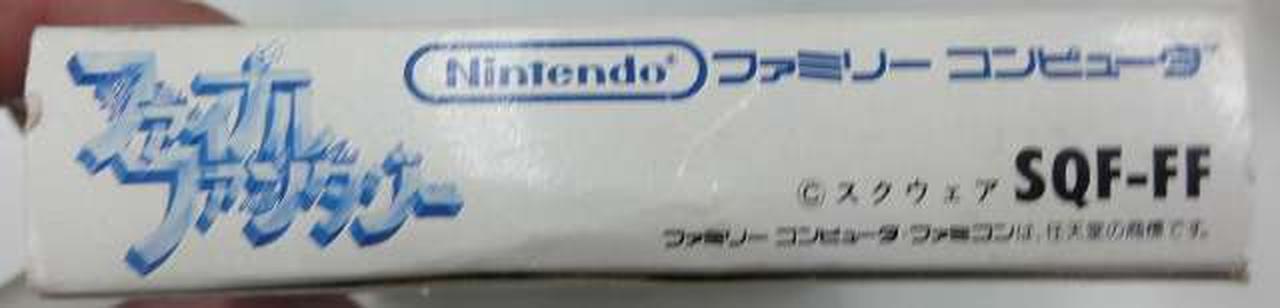 ファイナル
ファンタジー
Nintendo® ファミリー コンピュータ™
© スクウェア SQF-FF
ファミリー コンピュータ・ファミコンは、任天堂の商標です。